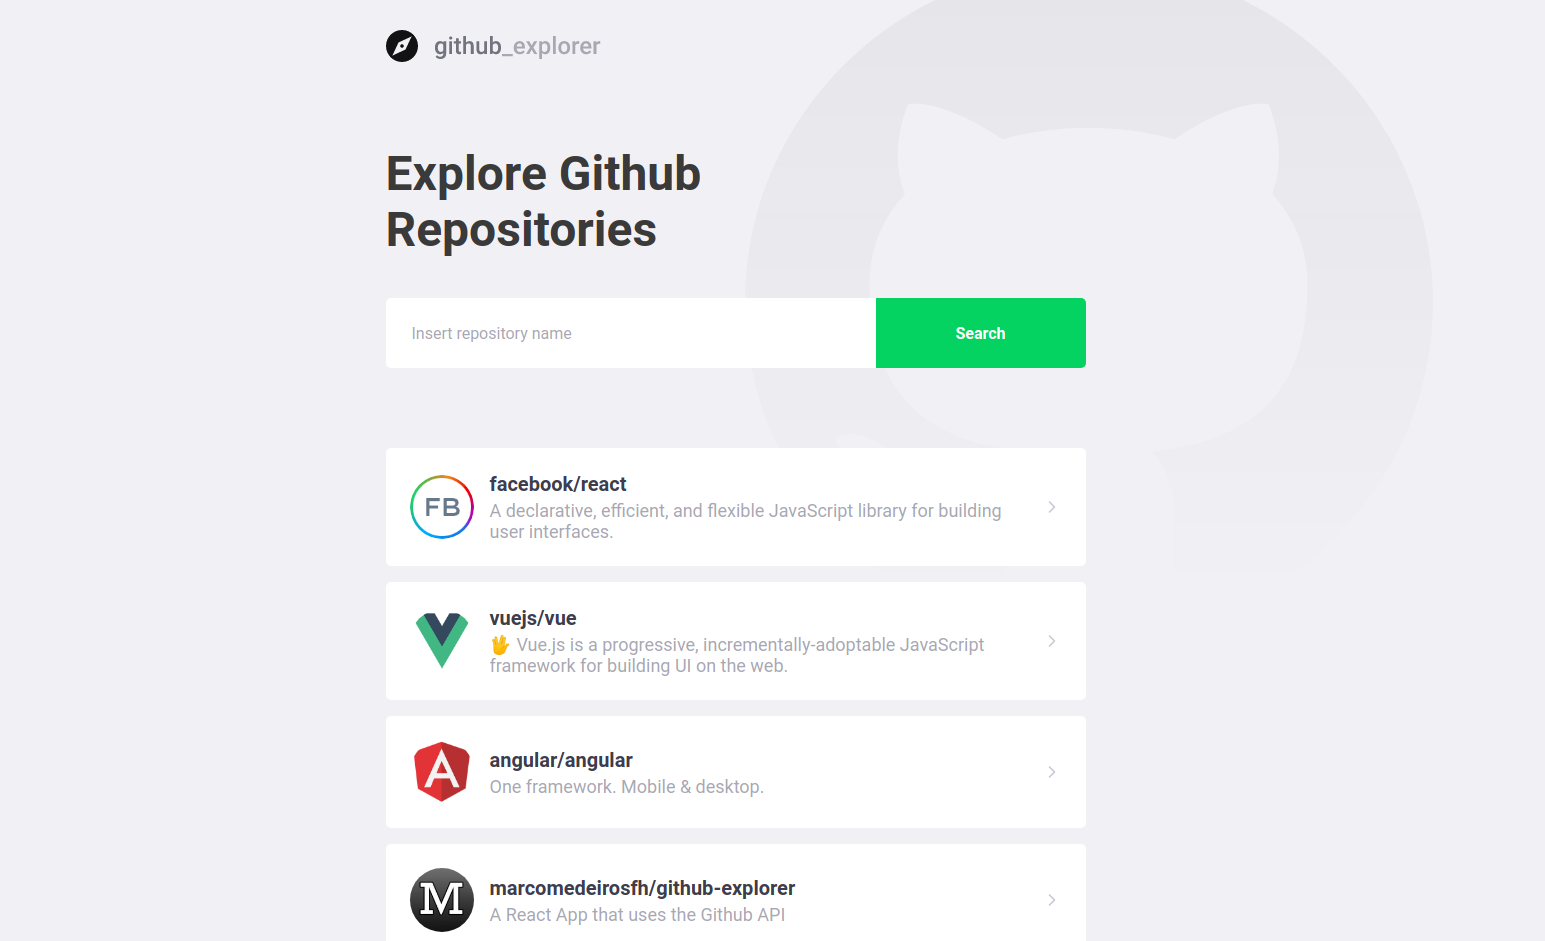 github_explorer
Explore Github
Repositories
Insert repository name
Search
FB
facebook/react
A declarative, efficient, and flexible JavaScript library for building
user interfaces.
vuejs/vue
🖖 Vue.js is a progressive, incrementally-adoptable JavaScript
framework for building UI on the web.
A
angular/angular
One framework. Mobile & desktop.
M
marcomedeirosfh/github-explorer
A React App that uses the Github API